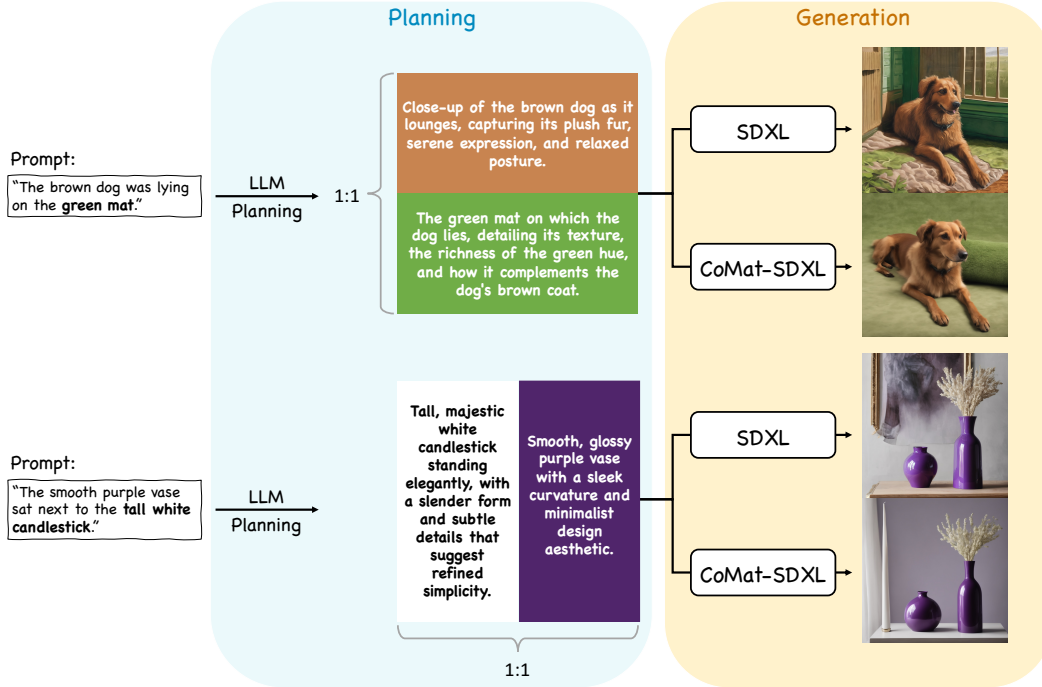 Planning
Generation
Prompt:
“The brown dog was lying
on the green mat.”
LLM
Planning
1:1
Close-up of the brown dog as it
lounges, capturing its plush fur,
serene expression, and relaxed
posture.
The green mat on which the
dog lies, detailing its texture,
the richness of the green hue,
and how it complements the
dog's brown coat.
SDXL
CoMat-SDXL
Prompt:
“The smooth purple vase
sat next to the tall white
candlestick.”
LLM
Planning
Tall, majestic
white
candlestick
standing
elegantly, with
a slender form
and subtle
details that
suggest
refined
simplicity.
Smooth, glossy
purple vase
with a sleek
curvature and
minimalist
design
aesthetic.
1:1
SDXL
CoMat-SDXL